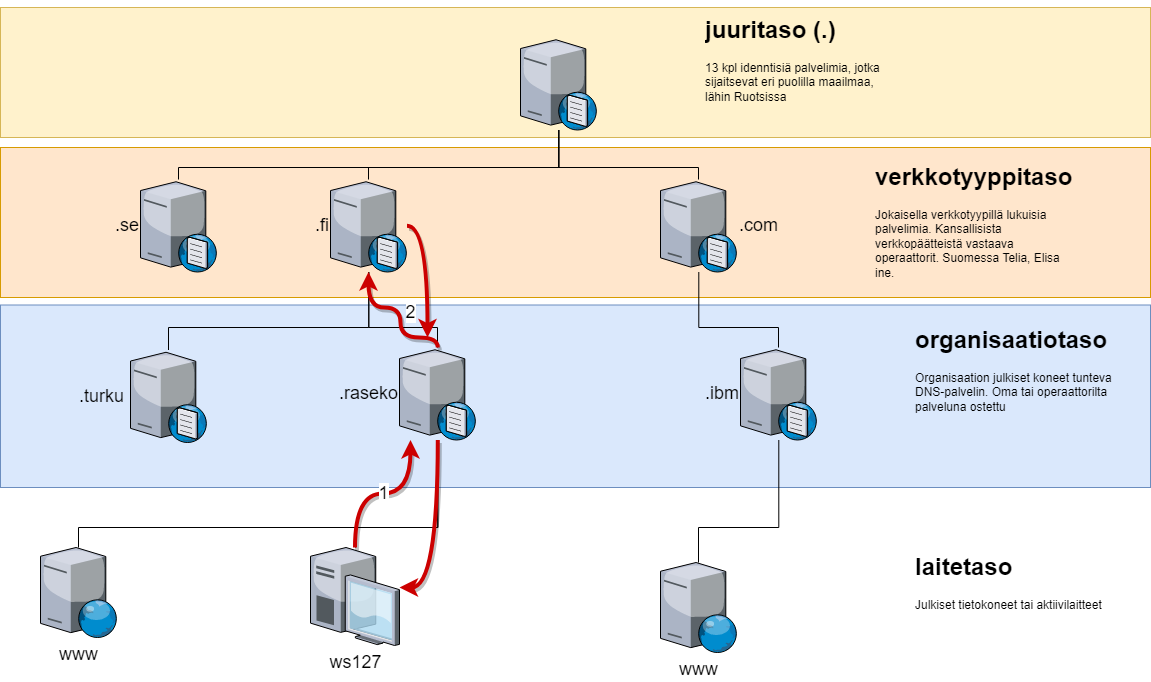 juuritaso (.)
13 kpl idenntisiä palvelimia, jotka
sijaitsevat eri puolilla maailmaa,
lähin Ruotsissa
verkkotyyppitaso
.se
.fi
.com
Jokaisella verkkotyypillä lukuisia
palvelimia. Kansallisista
verkkopäätteistä vastaava
operaattorit. Suomessa Telia, Elisa
ine.
2
organisaatiotaso
.turku
.raseko
.ibm
Organisaation julkiset koneet tunteva
DNS-palvelin. Oma tai operaattorilta
palveluna ostettu
1
laitetaso
Julkiset tietokoneet tai aktiivilaitteet
www
ws127
www